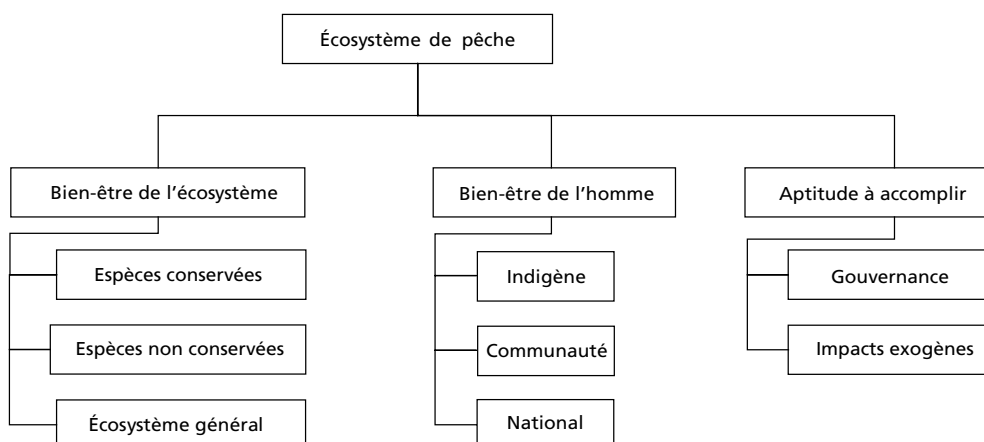 Écosystème de pêche
Bien-être de l'écosystème
Bien-être de l'homme
Aptitude à accomplir
Espèces conservées
Indigène
Gouvernance
Espèces non conservées
Communauté
Impacts exogènes
Écosystème général
National